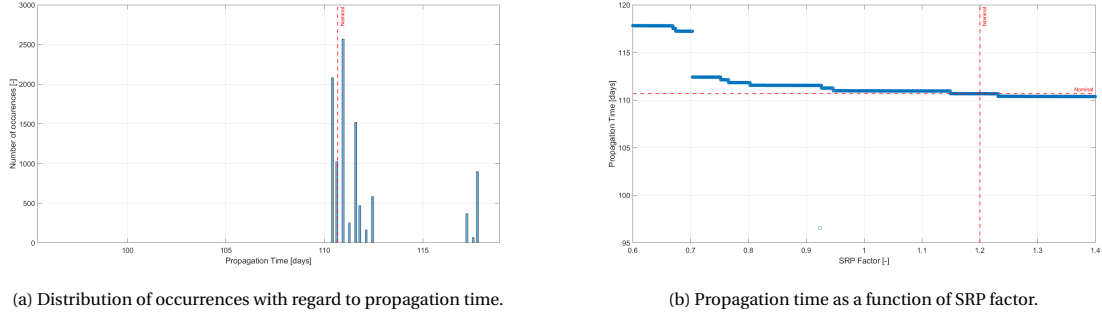 3000
2500
2000
1500
1000
500
0
Number of occurrences [-]
Nominal
100
105
110
115
Propagation Time [days]
(a) Distribution of occurrences with regard to propagation time.
120
115
110
105
100
95
Propagation Time [days]
Nominal
Nominal
0.6
0.7
0.8
0.9
1
1.1
1.2
1.3
1.4
SRP Factor [-]
(b) Propagation time as a function of SRP factor.